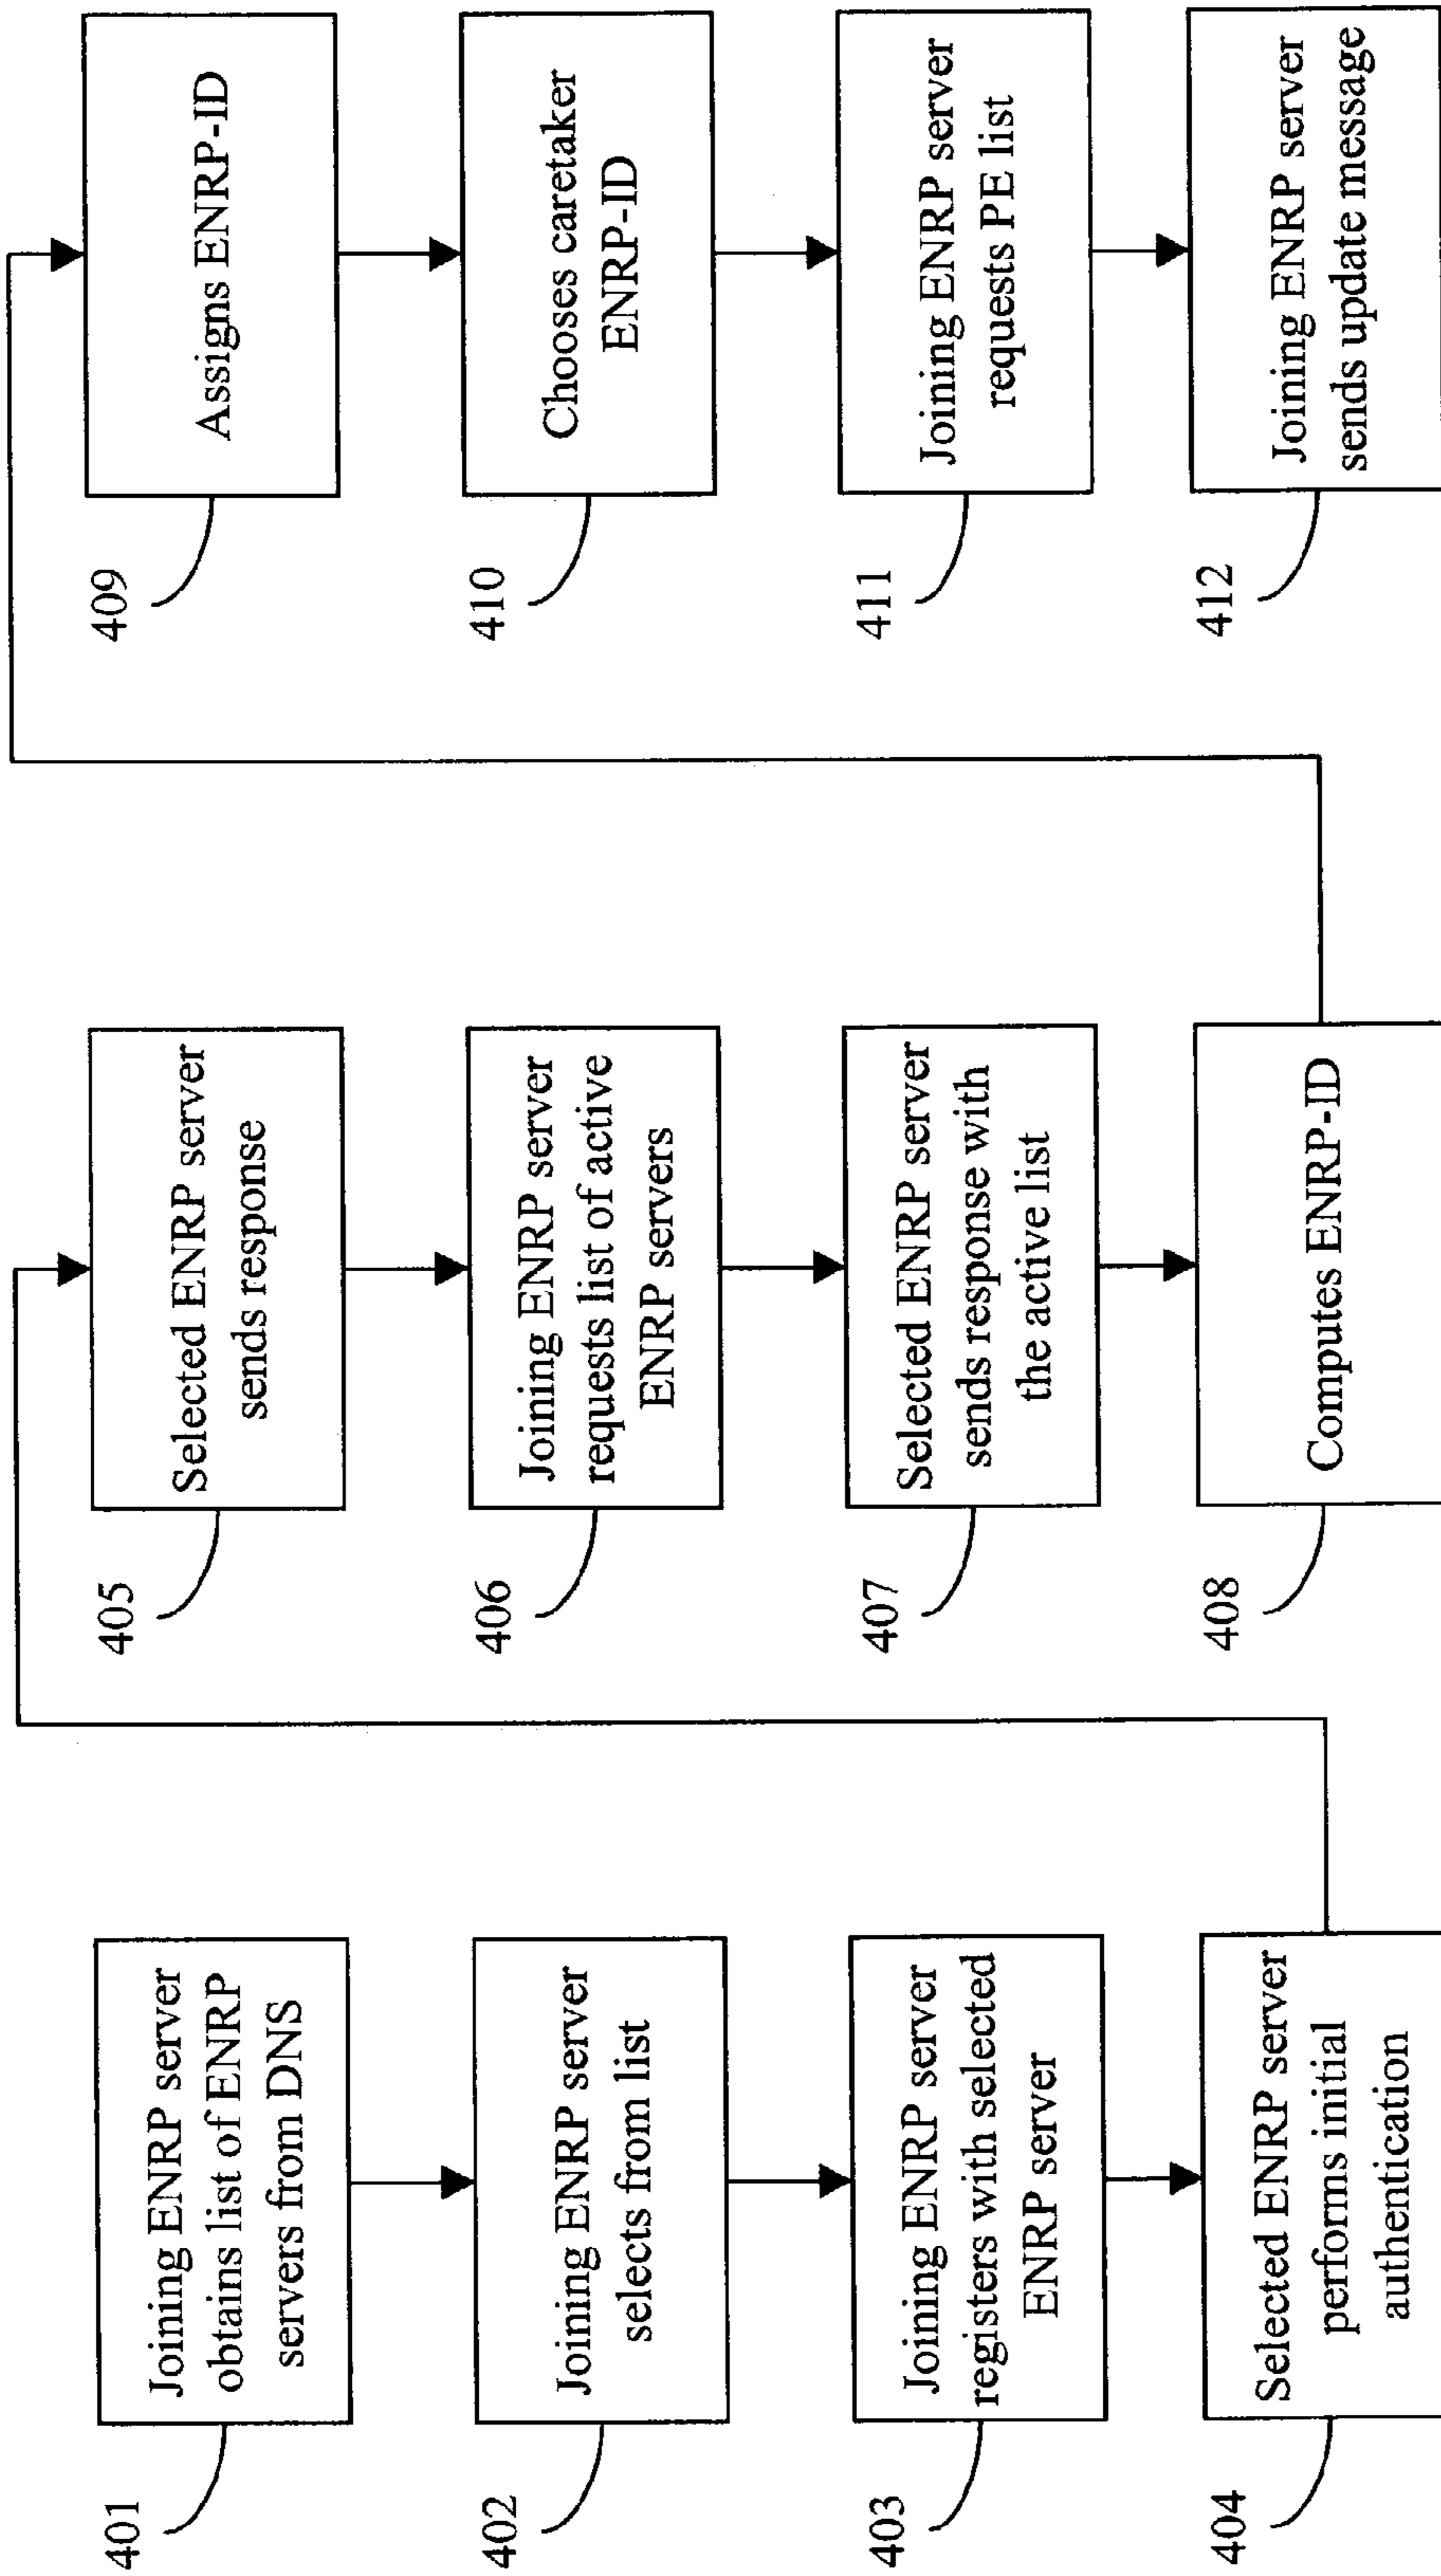 401
Joining ENRP server
obtains list of ENRP
servers from DNS
402
Joining ENRP server
selects from list
403
Joining ENRP server
registers with selected
ENRP server
404
Selected ENRP server
performs initial
authentication
405
Selected ENRP server
sends response
406
Joining ENRP server
requests list of active
ENRP servers
407
Selected ENRP server
sends response with
the active list
408
Computes ENRP-ID
409
Assigns ENRP-ID
410
Chooses caretaker
ENRP-ID
411
Joining ENRP server
requests PE list
412
Joining ENRP server
sends update message